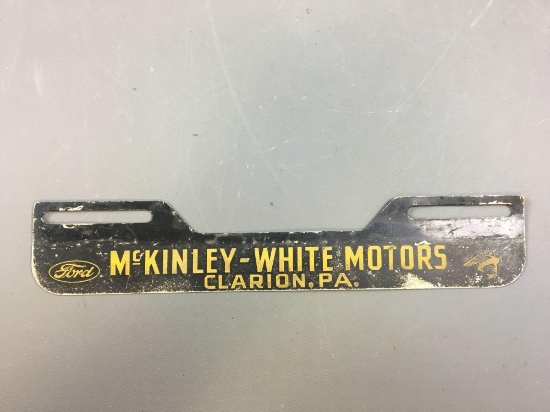 Ford McKINLEY-WHITE MOTORS
CLARION, PA.